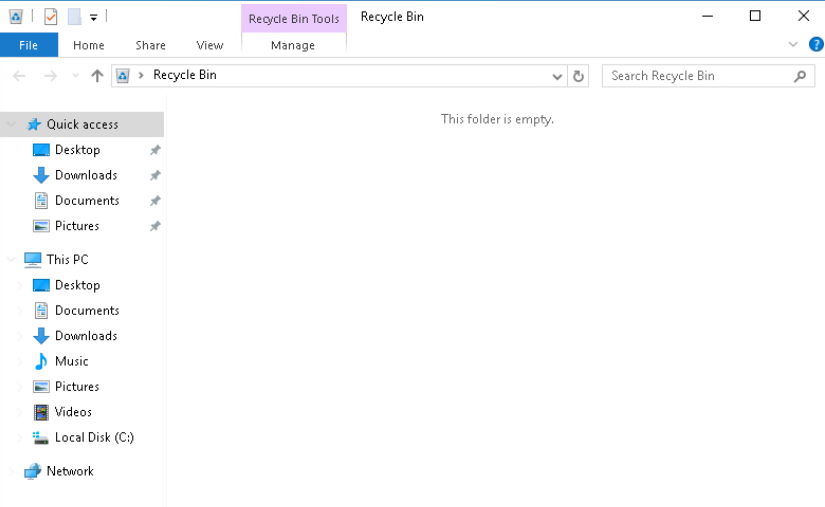 Recycle Bin Tools Recycle Bin
File Home Share View Manage
Recycle Bin Search Recycle Bin
This folder is empty.
Quick access
Desktop
Downloads
Documents
Pictures
This PC
Desktop
Documents
Downloads
Music
Pictures
Videos
Local Disk (C:)
Network